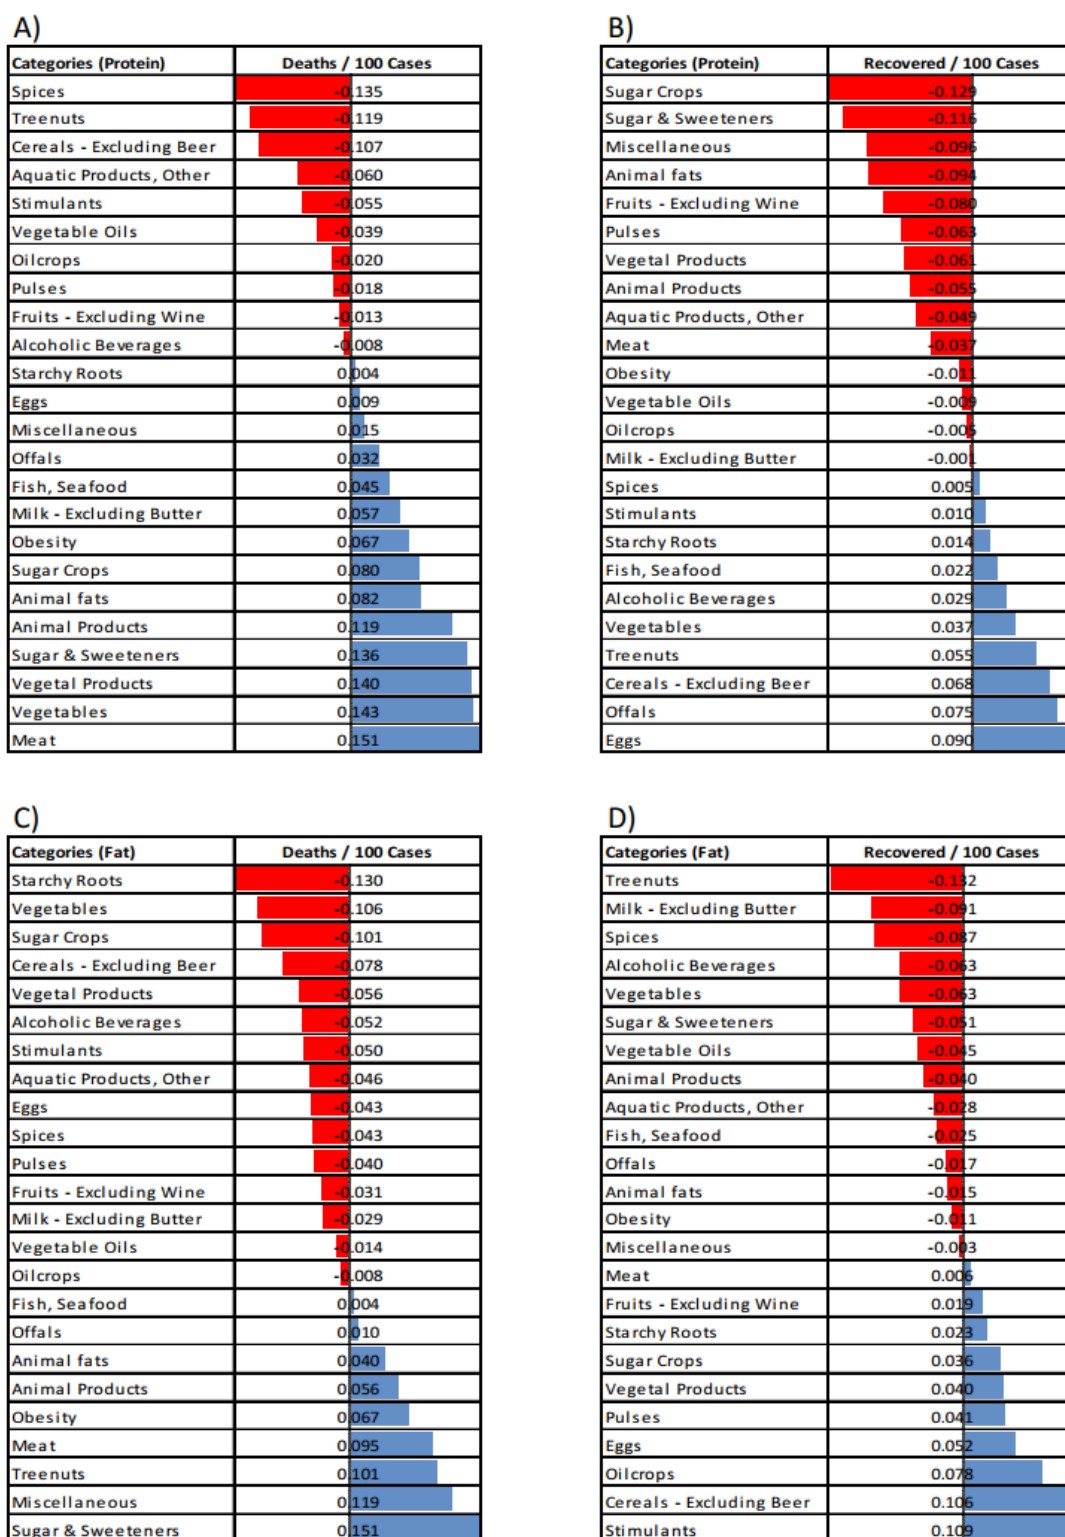 A)
Categories (Protein) Deaths / 100 Cases
Spices -0.135
Treenuts -0.119
Cereals - Excluding Beer -0.107
Aquatic Products, Other -0.060
Stimulants -0.055
Vegetable Oils -0.039
Oilcrops -0.020
Pulses -0.018
Fruits - Excluding Wine -0.013
Alcoholic Beverages -0.008
Starchy Roots 0.004
Eggs 0.009
Miscellaneous 0.015
Offals 0.032
Fish, Seafood 0.045
Milk - Excluding Butter 0.057
Obesity 0.067
Sugar Crops 0.080
Animal fats 0.082
Animal Products 0.119
Sugar & Sweeteners 0.136
Vegetal Products 0.140
Vegetables 0.143
Meat 0.151
B)
Categories (Protein) Recovered / 100 Cases
Sugar Crops -0.129
Sugar & Sweeteners -0.116
Miscellaneous -0.096
Animal fats -0.094
Fruits - Excluding Wine -0.080
Pulses -0.063
Vegetal Products -0.061
Animal Products -0.055
Aquatic Products, Other -0.049
Meat -0.037
Obesity -0.011
Vegetable Oils -0.009
Oilcrops -0.005
Milk - Excluding Butter -0.001
Spices 0.005
Stimulants 0.010
Starchy Roots 0.014
Fish, Seafood 0.022
Alcoholic Beverages 0.029
Vegetables 0.037
Treenuts 0.055
Cereals - Excluding Beer 0.068
Offals 0.075
Eggs 0.090
C)
Categories (Fat) Deaths / 100 Cases
Starchy Roots -0.130
Vegetables -0.106
Sugar Crops -0.101
Cereals - Excluding Beer -0.078
Vegetal Products -0.056
Alcoholic Beverages -0.052
Stimulants -0.050
Aquatic Products, Other -0.046
Eggs -0.043
Spices -0.043
Pulses -0.040
Fruits - Excluding Wine -0.031
Milk - Excluding Butter -0.029
Vegetable Oils -0.014
Oilcrops -0.008
Fish, Seafood 0.004
Offals 0.010
Animal fats 0.040
Animal Products 0.056
Obesity 0.067
Meat 0.095
Treenuts 0.101
Miscellaneous 0.119
Sugar & Sweeteners 0.151
D)
Categories (Fat) Recovered / 100 Cases
Treenuts -0.132
Milk - Excluding Butter -0.091
Spices -0.087
Alcoholic Beverages -0.063
Vegetables -0.063
Sugar & Sweeteners -0.051
Vegetable Oils -0.045
Animal Products -0.040
Aquatic Products, Other -0.028
Fish, Seafood -0.025
Offals -0.017
Animal fats -0.015
Obesity -0.011
Miscellaneous -0.003
Meat 0.006
Fruits - Excluding Wine 0.019
Starchy Roots 0.023
Sugar Crops 0.036
Vegetal Products 0.040
Pulses 0.041
Eggs 0.052
Oilcrops 0.078
Cereals - Excluding Beer 0.106
Stimulants 0.109